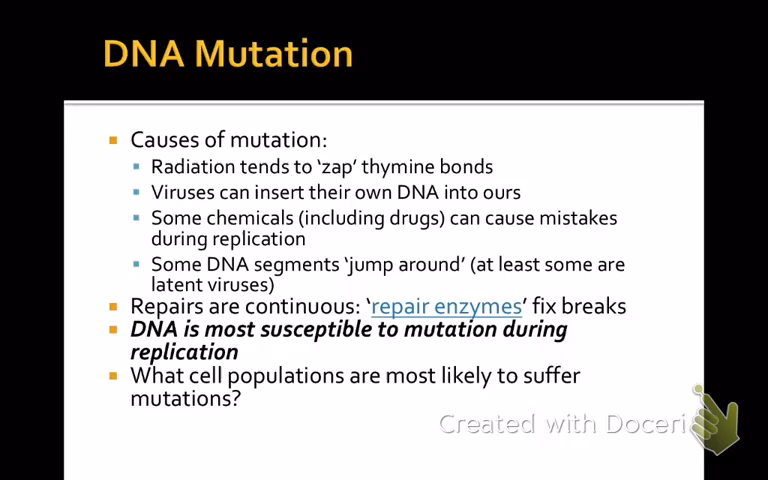 DNA Mutation
Causes of mutation:
Radiation tends to ‘zap’ thymine bonds
Viruses can insert their own DNA into ours
Some chemicals (including drugs) can cause mistakes
during replication
Some DNA segments ‘jump around’ (at least some are
latent viruses)
Repairs are continuous: ‘repair enzymes’ fix breaks
DNA is most susceptible to mutation during
replication
What cell populations are most likely to suffer
mutations?
Created with Doceri